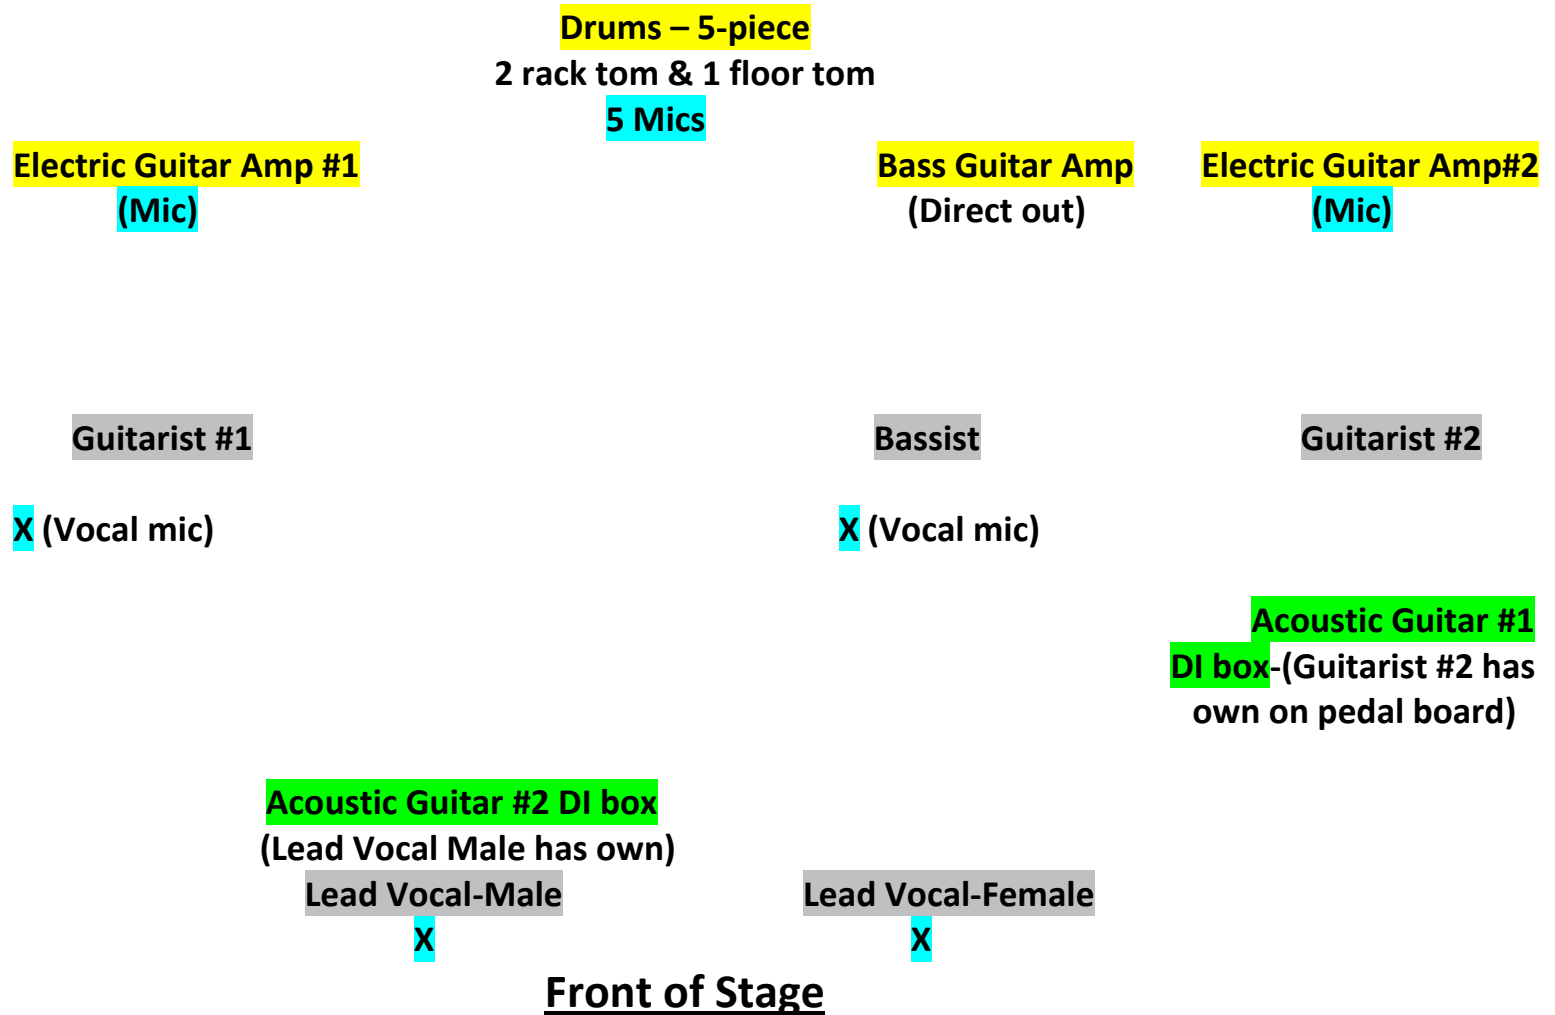 Drums – 5-piece
2 rack tom & 1 floor tom
5 Mics
Electric Guitar Amp #1
(Mic)
Bass Guitar Amp
(Direct out)
Electric Guitar Amp#2
(Mic)
Guitarist #1
Bassist
Guitarist #2
X (Vocal mic)
X (Vocal mic)
Acoustic Guitar #1
DI box-(Guitarist #2 has
own on pedal board)
Acoustic Guitar #2 DI box
(Lead Vocal Male has own)
Lead Vocal-Male
X
Lead Vocal-Female
X
Front of Stage